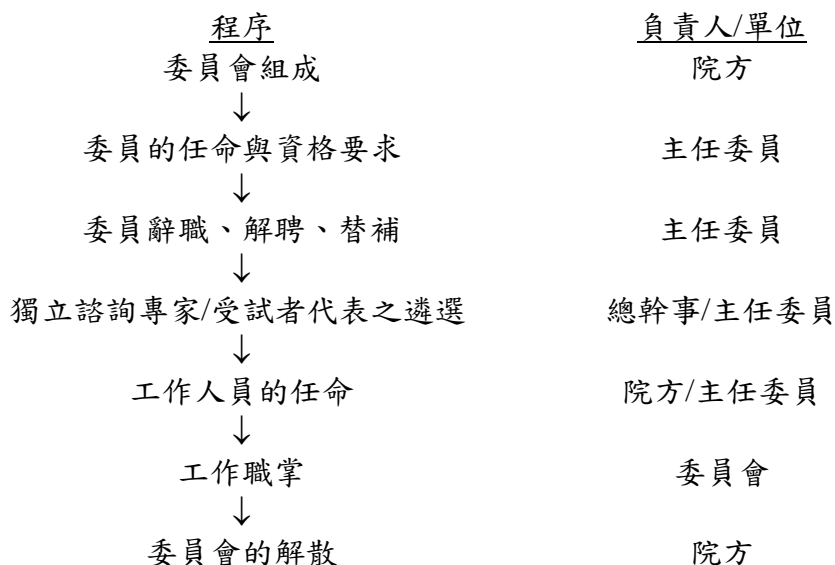 程序 負責人/單位
委員會組成 院方
↓
委員的任命與資格要求 主任委員
↓
委員辭職、解聘、替補 主任委員
↓
獨立諮詢專家/受試者代表之遴選 總幹事/主任委員
↓
工作人員的任命 院方/主任委員
↓
工作職掌 委員會
↓
委員會的解散 院方